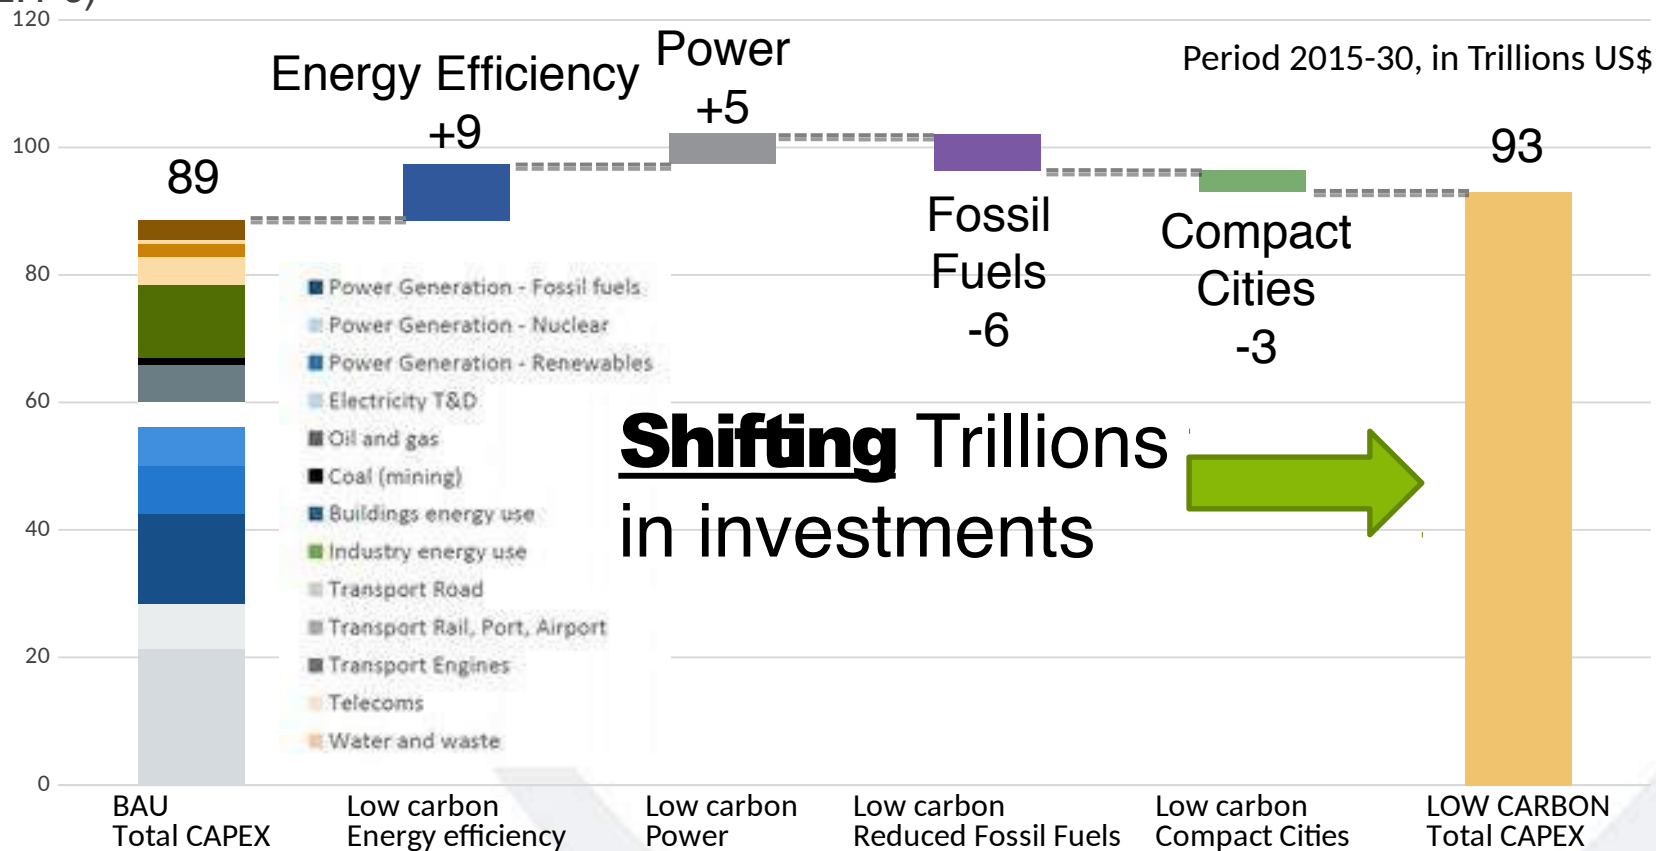 120
100
80
60
40
20
0
Period 2015-30, in Trillions US$
89
Energy Efficiency
+9
Power
+5
Fossil
Fuels
-6
Compact
Cities
-3
93
Power Generation - Fossil fuels
Power Generation - Nuclear
Power Generation - Renewables
Electricity T&D
Oil and gas
Coal (mining)
Buildings energy use
Industry energy use
Transport Road
Transport Rail, Port, Airport
Transport Engines
Telecoms
Water and waste
Shifting Trillions
in investments
BAU
Total CAPEX
Low carbon
Energy efficiency
Low carbon
Power
Low carbon
Reduced Fossil Fuels
Low carbon
Compact Cities
LOW CARBON
Total CAPEX